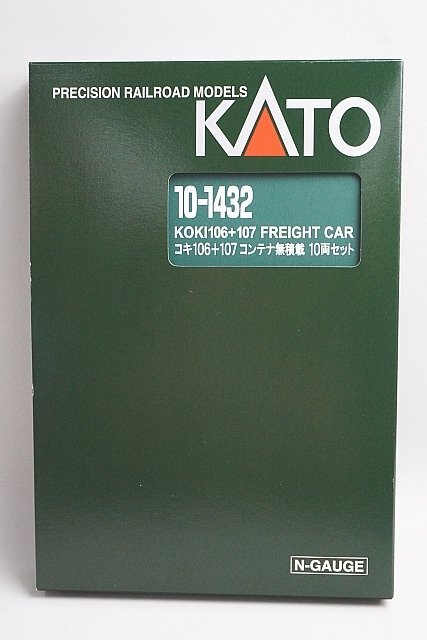 PRECISION RAILROAD MODELS
KATO
10-1432
KOKI106+107 FREIGHT CAR
コキ106+107 コンテナ無積載 10両セット
N-GAUGE